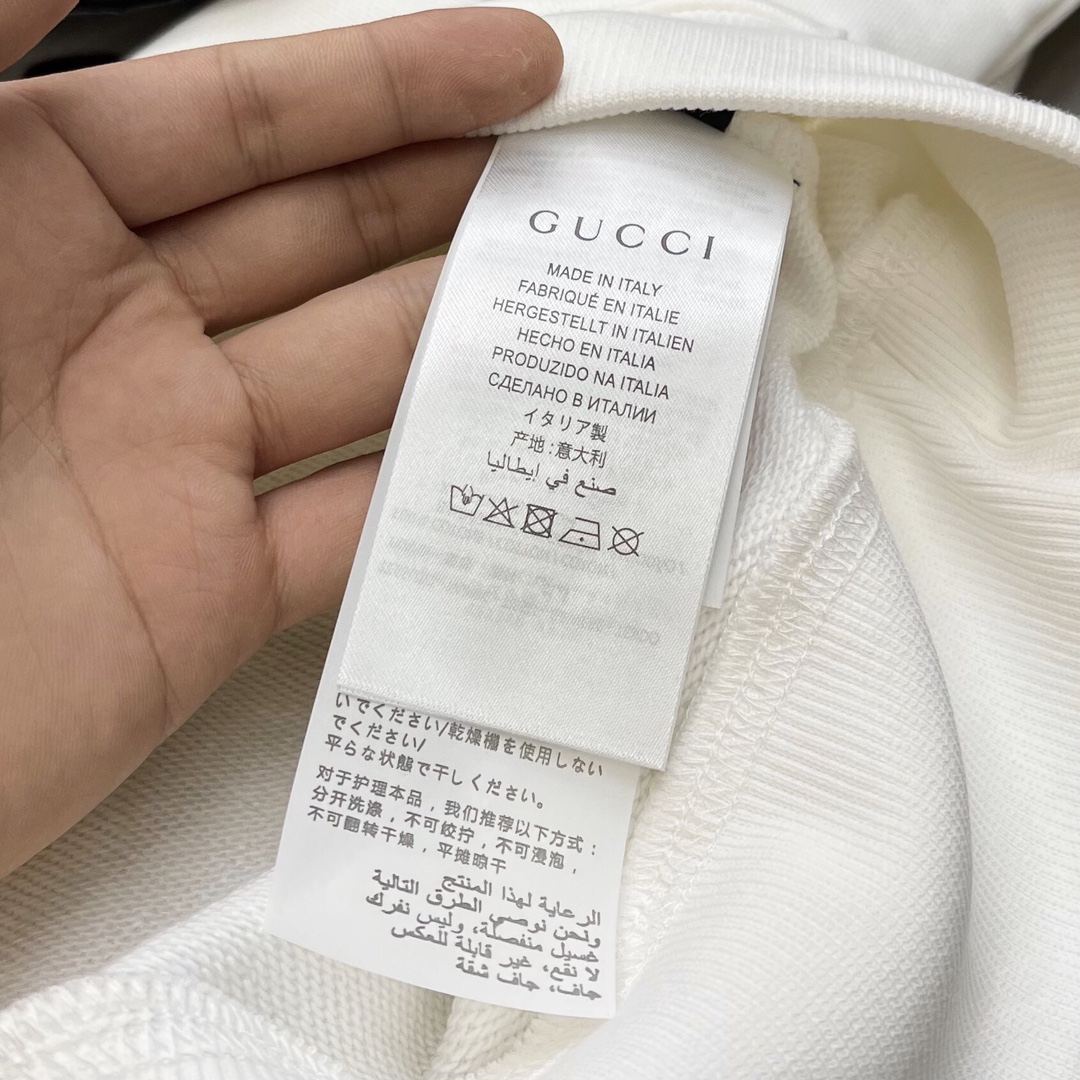 GUCCI
MADE IN ITALY
FABRIQUÉ EN ITALIE
HERGESTELLT IN ITALIEN
HECHO EN ITALIA
PRODUZIDO NA ITALIA
СДЕЛАНО В ИТАЛИИ
イタリア製
产地:意大利
صنع في إيطاليا
いでください/乾燥機を使用しない
でください/
平らな状態で干しください。
对于护理本品，我们推荐以下方式：
分开洗涤，不可绞拧，不可浸泡，
不可翻转干燥，平摊晾干
الرعاية لهذا المنتج
ولحن نوصي الطرق التالية
غسيل منفصلة، وليس نفرك
لا نقع، غير قابلة للعكس
جاف، جاف شقة